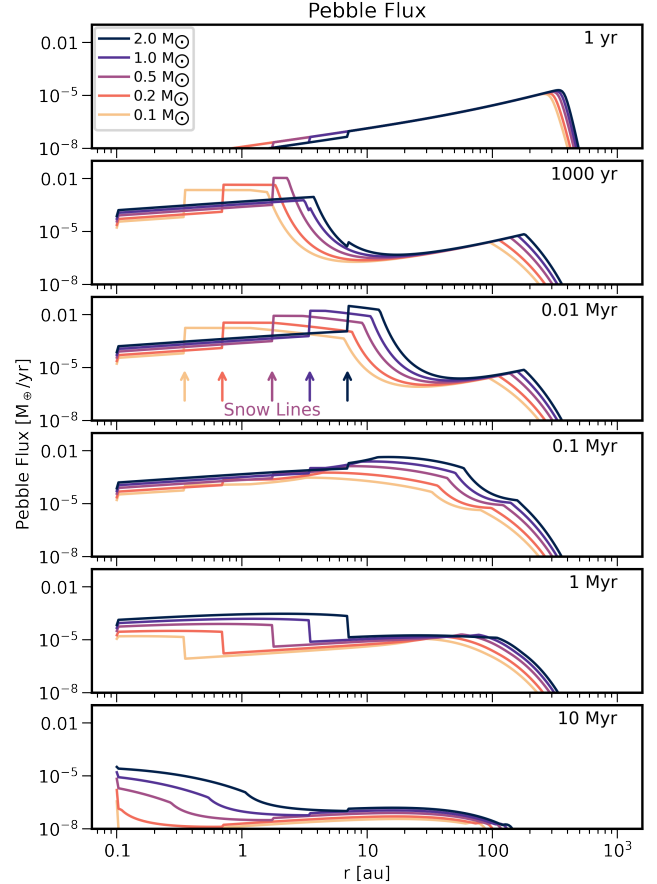 Pebble Flux
0.01
10⁻⁵
10⁻⁸
2.0 M⊙
1.0 M⊙
0.5 M⊙
0.2 M⊙
0.1 M⊙
1 yr
0.01
10⁻⁵
10⁻⁸
1000 yr
0.01
10⁻⁵
10⁻⁸
0.01 Myr
Snow Lines
Pebble Flux [M⊕/yr]
0.01
10⁻⁵
10⁻⁸
0.1 Myr
0.01
10⁻⁵
10⁻⁸
1 Myr
0.01
10⁻⁵
10⁻⁸
10 Myr
0.1 1 10 100 10³
r [au]